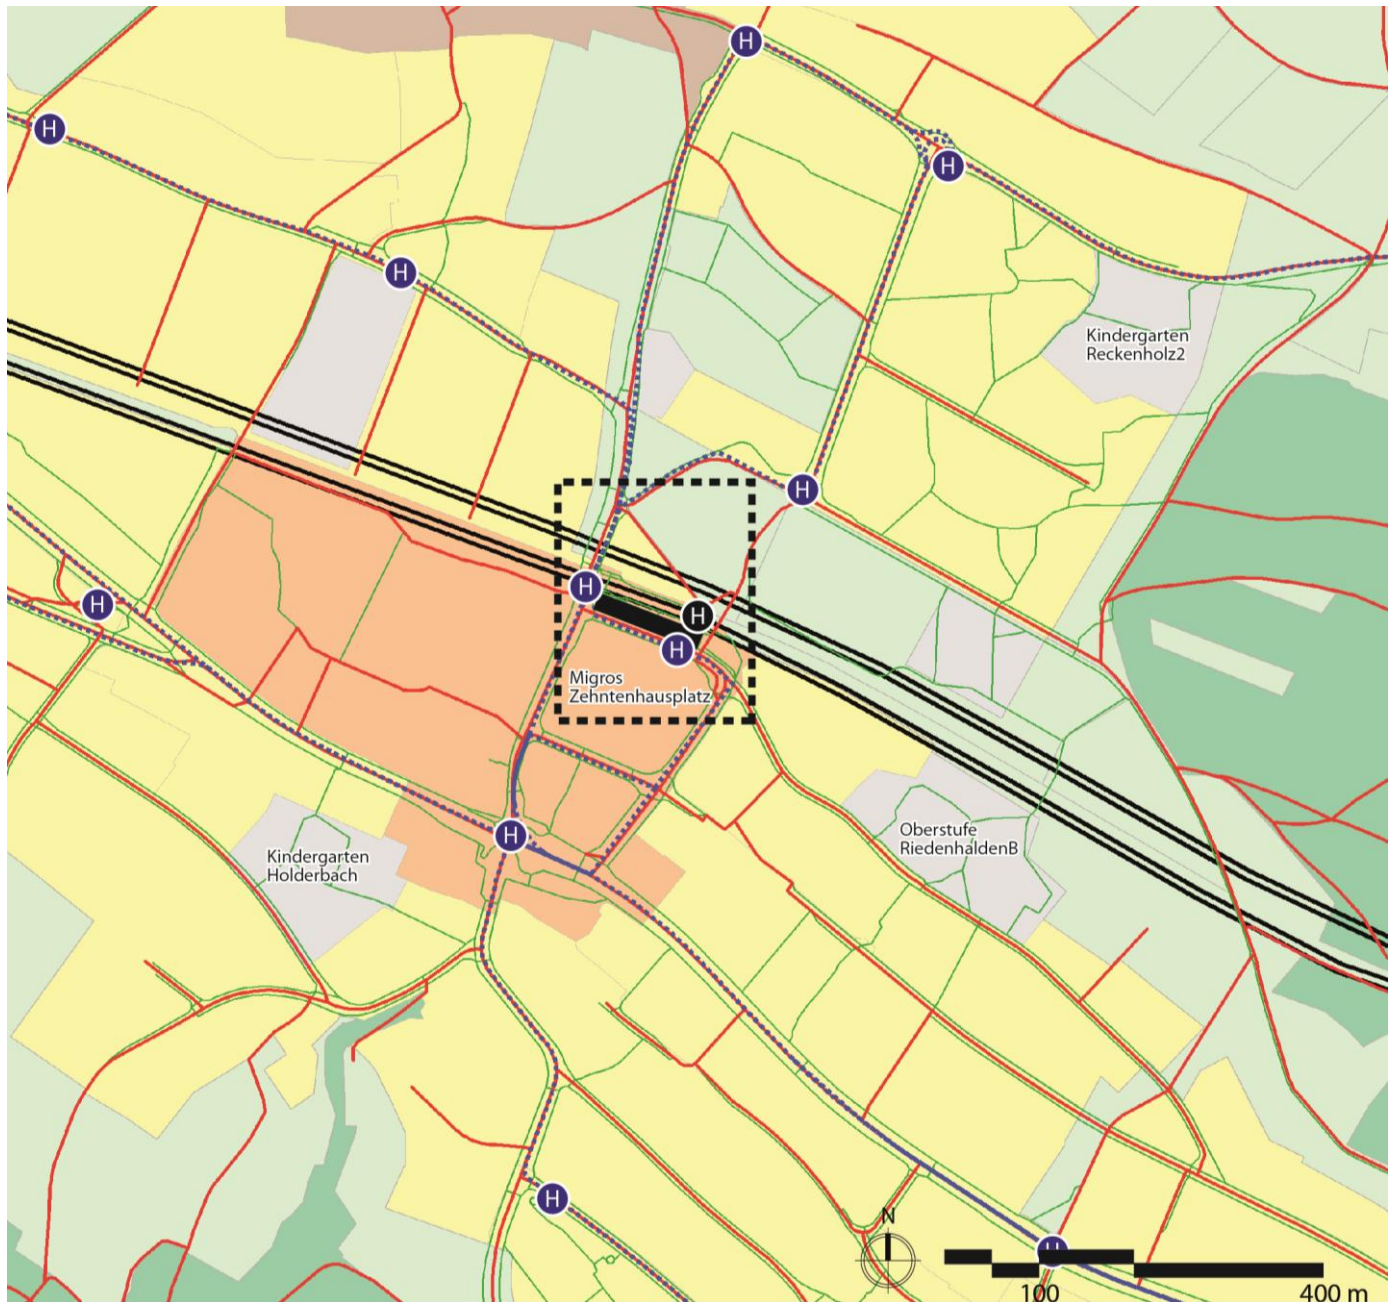 H
H
H
H
Kindergarten
Reckenholz2
H
H
H
H
H
Migros
Zehntenhausplatz
H
Oberstufe
RiedenhaldenB
Kindergarten
Holderbach
H
N
H
100
400 m